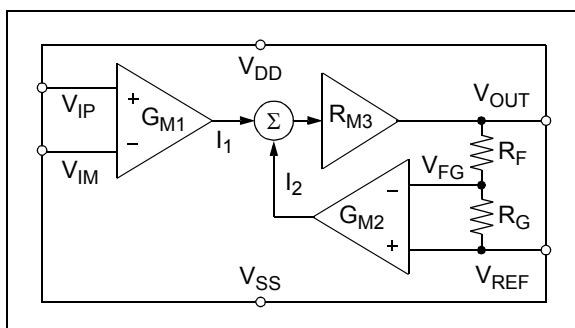 V_DD
V_OUT
V_IP
+
G_M1
Σ
R_M3
–
I_1
R_F
V_IM
V_FG
I_2
–
G_M2
R_G
+
V_SS
V_REF